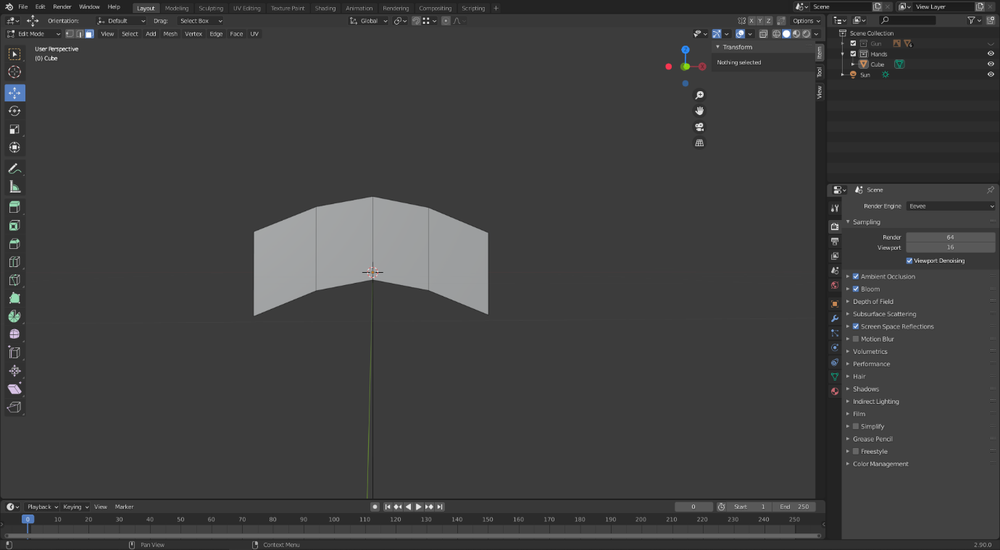 File Edit Render Window Help Layout Modeling Sculpting UV Editing Texture Paint Shading Animation Rendering Compositing Scripting + Scene View Layer
Orientation: Default Drag: Select Box Global X Y Z Options
Edit Mode View Select Add Mesh Vertex Edge Face UV
User Perspective
(0) Cube
Z
X
Transform
Nothing selected
Item
Tool
View
Scene Collection
Gun 6
Hands
Cube
Sun
Scene
Render Engine Eevee
Sampling
Render 64
Viewport 16
Viewport Denoising
Ambient Occlusion
Bloom
Depth of Field
Subsurface Scattering
Screen Space Reflections
Motion Blur
Volumetrics
Performance
Hair
Shadows
Indirect Lighting
Film
Simplify
Grease Pencil
Freestyle
Color Management
Playback Keying View Marker 0 Start 1 End 250
0 10 20 30 40 50 60 70 80 90 100 110 120 130 140 150 160 170 180 190 200 210 220 230 240 250
Pan View Context Menu 2.90.0